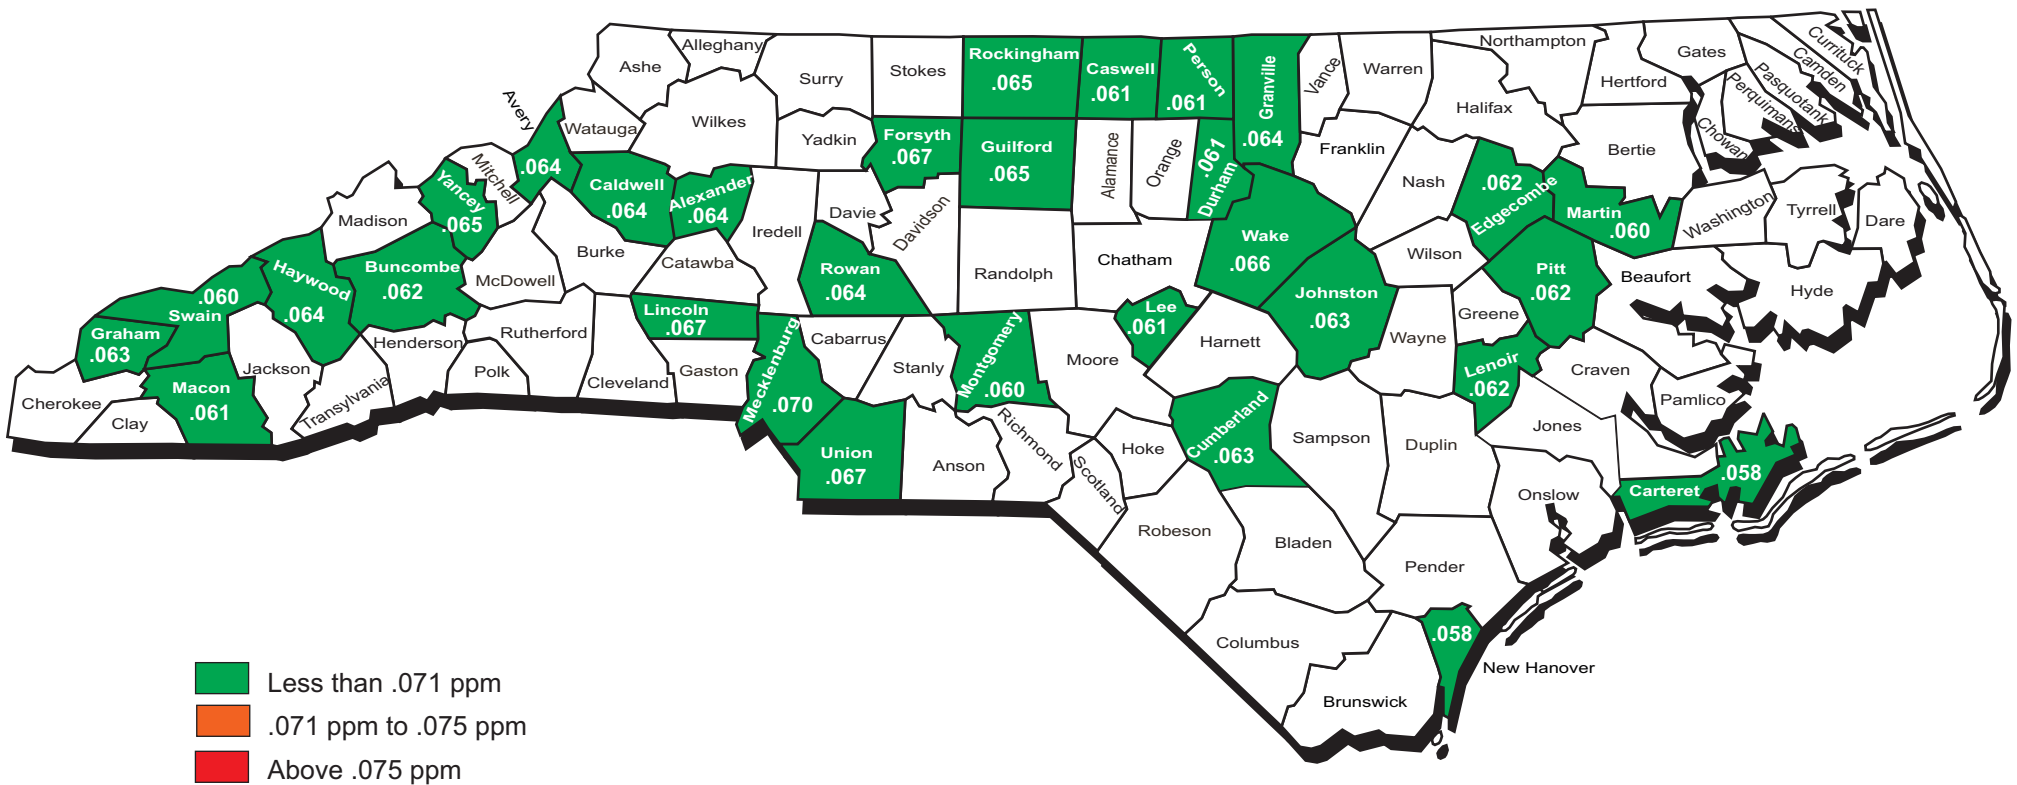 Ashe
Alleghany
Surry
Stokes
Rockingham
.065
Caswell
.061
Person
.061
Granville
.064
Vance
Warren
Northampton
Halifax
Hertford
Gates
Currituck
Camden
Pasquotank
Perquimans
Chowan
Bertie
Avery
.064
Watauga
Wilkes
Yadkin
Forsyth
.067
Guilford
.065
Alamance
Orange
.061
Durham
Franklin
Nash
.062
Edgecombe
Martin
.060
Washington
Tyrrell
Dare
Mitchell
Yancey
.065
Madison
Caldwell
.064
Alexander
.064
Iredell
Davie
Davidson
Randolph
Chatham
Wake
.066
Johnston
.063
Wilson
Pitt
.062
Beaufort
Hyde
Haywood
.064
Buncombe
.062
McDowell
Burke
Catawba
Rowan
.064
.060
Swain
Graham
.063
Lincoln
.067
Lee
.061
Harnett
Wayne
Greene
Lenoir
.062
Craven
Pamlico
Cherokee
Clay
Macon
.061
Jackson
Transylvania
Henderson
Polk
Rutherford
Cleveland
Gaston
Mecklenburg
.070
Cabarrus
Stanly
Montgomery
.060
Moore
Union
.067
Anson
Richmond
Scotland
Hoke
Cumberland
.063
Sampson
Duplin
Jones
Onslow
Carteret
.058
Robeson
Bladen
Pender
Columbus
Brunswick
.058
New Hanover
Less than .071 ppm
.071 ppm to .075 ppm
Above .075 ppm